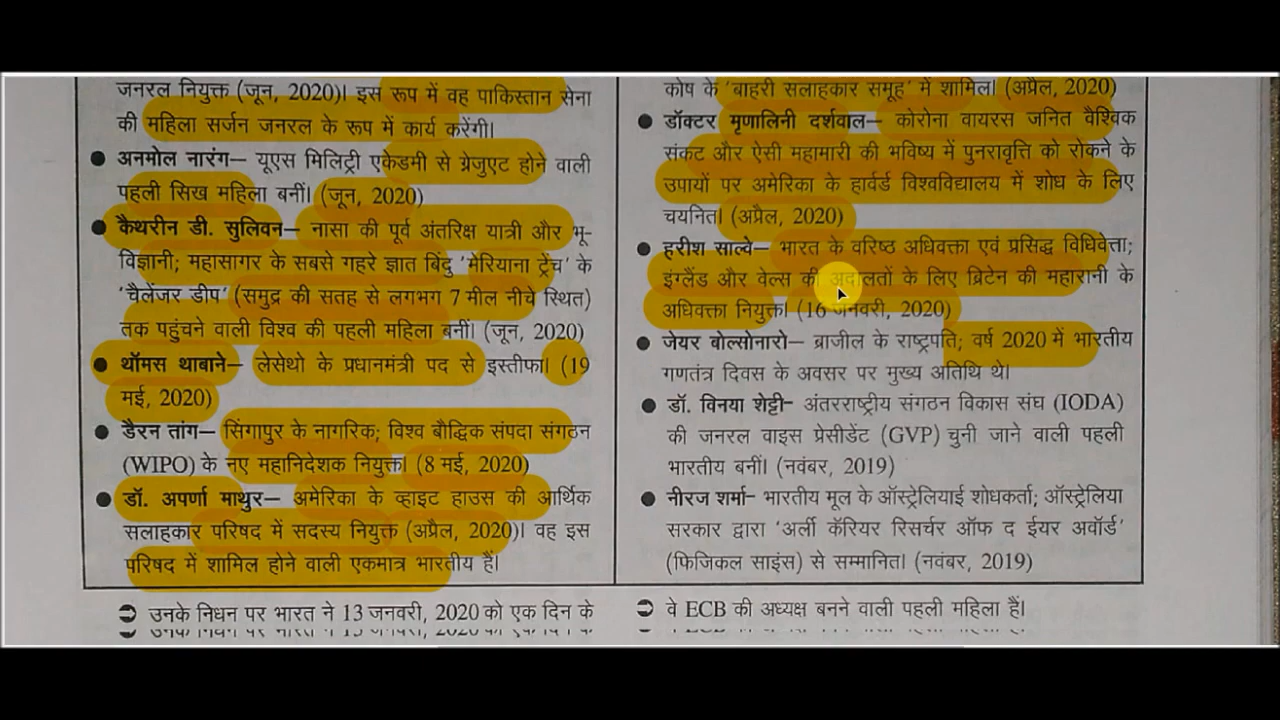 जनरल नियुक्त (जून, 2020)। इस रूप में वह पाकिस्तान सेना
की महिला सर्जन जनरल के रूप में कार्य करेंगी।
● अनमोल नारंग– यूएस मिलिट्री एकेडमी से ग्रेजुएट होने वाली
पहली सिख महिला बनीं। (जून, 2020)
● कैथरीन डी. सुलिवन– नासा की पूर्व अंतरिक्ष यात्री और भू-
विज्ञानी; महासागर के सबसे गहरे ज्ञात बिंदु 'मेरियाना ट्रेंच' के
'चैलेंजर डीप' (समुद्र की सतह से लगभग 7 मील नीचे स्थित)
तक पहुंचने वाली विश्व की पहली महिला बनीं। (जून, 2020)
● थॉमस थाबाने– लेसेथो के प्रधानमंत्री पद से इस्तीफा। (19
मई, 2020)
● डैरन तांग– सिंगापुर के नागरिक; विश्व बौद्धिक संपदा संगठन
(WIPO) के नए महानिदेशक नियुक्त। (8 मई, 2020)
● डॉ. अपर्णा माथुर– अमेरिका के व्हाइट हाउस की आर्थिक
सलाहकार परिषद में सदस्य नियुक्त (अप्रैल, 2020)। वह इस
परिषद में शामिल होने वाली एकमात्र भारतीय हैं।
➲ उनके निधन पर भारत ने 13 जनवरी, 2020 को एक दिन के
कोष के 'बाहरी सलाहकार समूह' में शामिल। (अप्रैल, 2020)
● डॉक्टर मृणालिनी दर्शवाल– कोरोना वायरस जनित वैश्विक
संकट और ऐसी महामारी की भविष्य में पुनरावृत्ति को रोकने के
उपायों पर अमेरिका के हार्वर्ड विश्वविद्यालय में शोध के लिए
चयनित। (अप्रैल, 2020)
● हरीश साल्वे– भारत के वरिष्ठ अधिवक्ता एवं प्रसिद्ध विधिवेत्ता;
इंग्लैंड और वेल्स की अदालतों के लिए ब्रिटेन की महारानी के
अधिवक्ता नियुक्त। (16 जनवरी, 2020)
● जेयर बोल्सोनारो– ब्राजील के राष्ट्रपति; वर्ष 2020 में भारतीय
गणतंत्र दिवस के अवसर पर मुख्य अतिथि थे।
● डॉ. विनया शेट्टी– अंतरराष्ट्रीय संगठन विकास संघ (IODA)
की जनरल वाइस प्रेसीडेंट (GVP) चुनी जाने वाली पहली
भारतीय बनीं। (नवंबर, 2019)
● नीरज शर्मा– भारतीय मूल के ऑस्ट्रेलियाई शोधकर्ता; ऑस्ट्रेलिया
सरकार द्वारा 'अर्ली कॅरियर रिसर्चर ऑफ द ईयर अवॉर्ड'
(फिजिकल साइंस) से सम्मानित। (नवंबर, 2019)
➲ वे ECB की अध्यक्ष बनने वाली पहली महिला हैं।